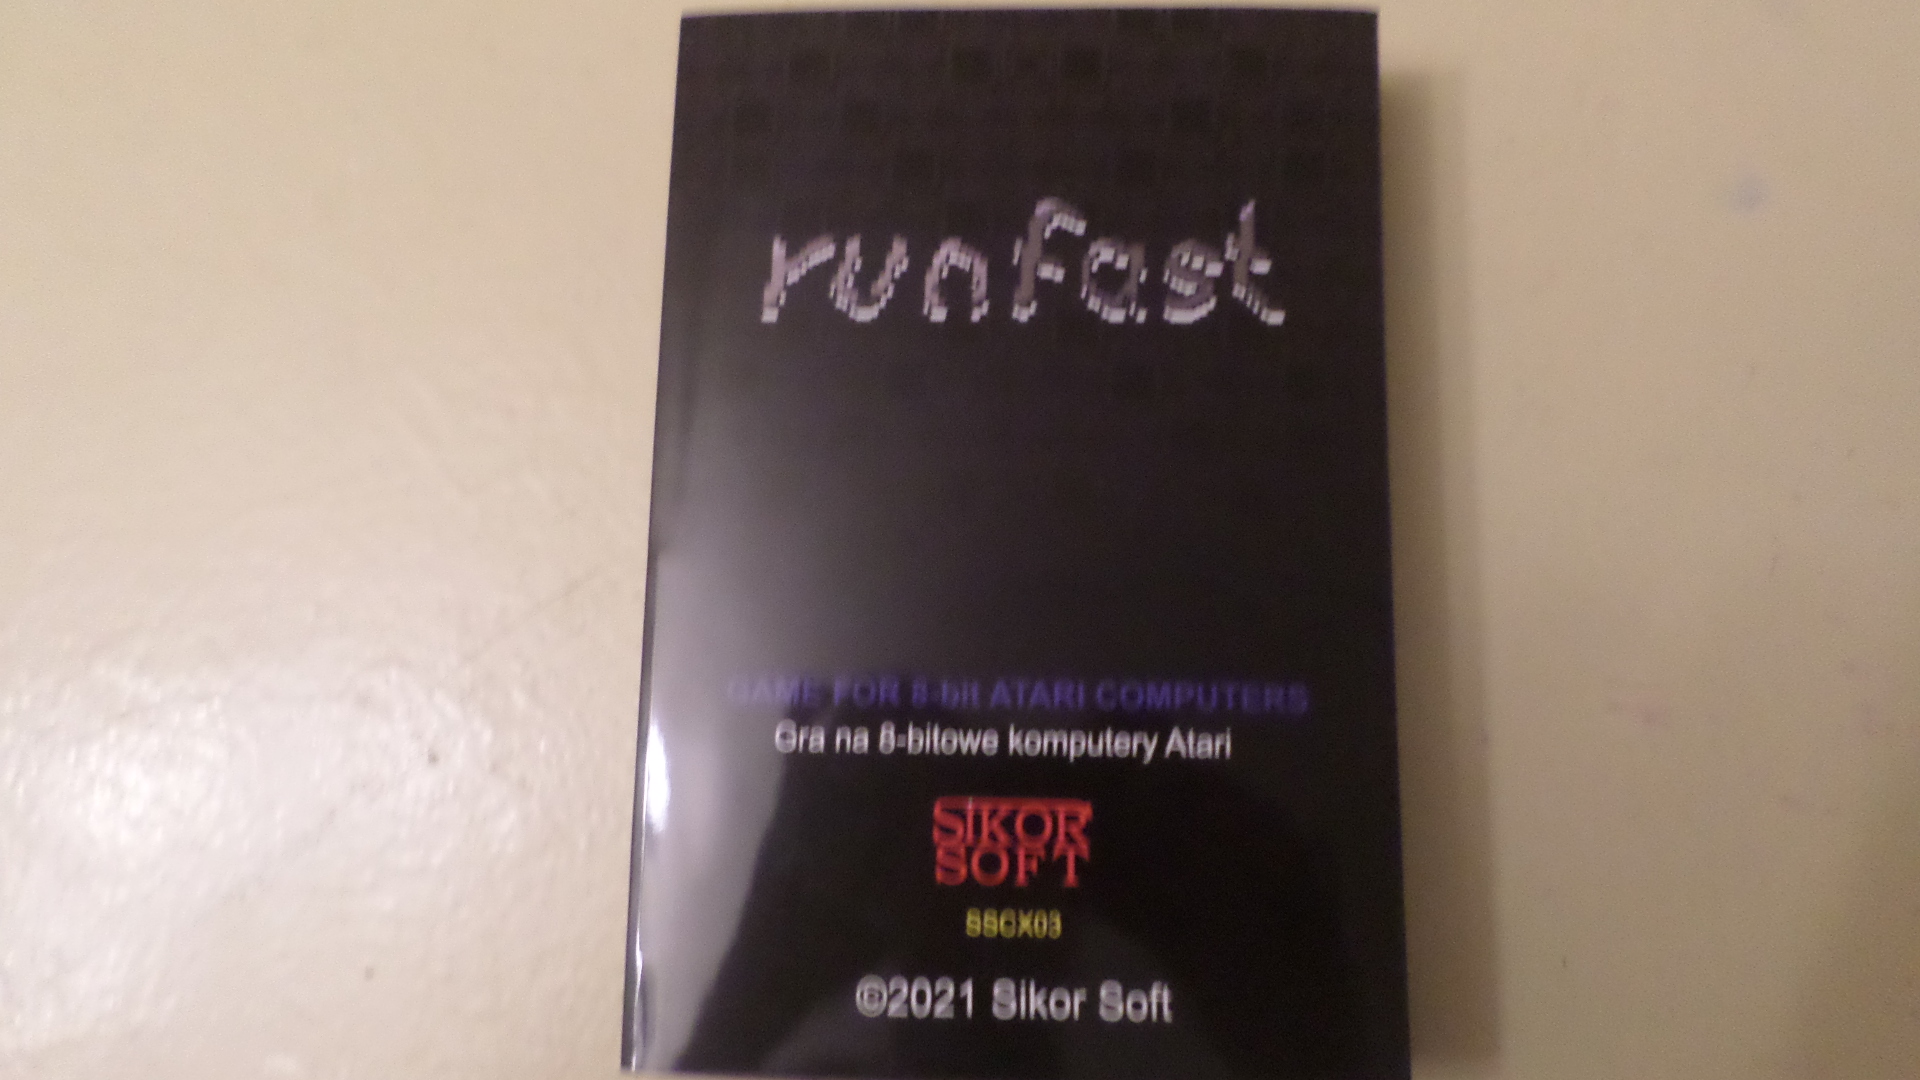 runfast
GAME FOR 8-bit ATARI COMPUTERS
Gra na 8-bitowe komputery Atari
SIKOR
SOFT
SSCX03
©2021 Sikor Soft